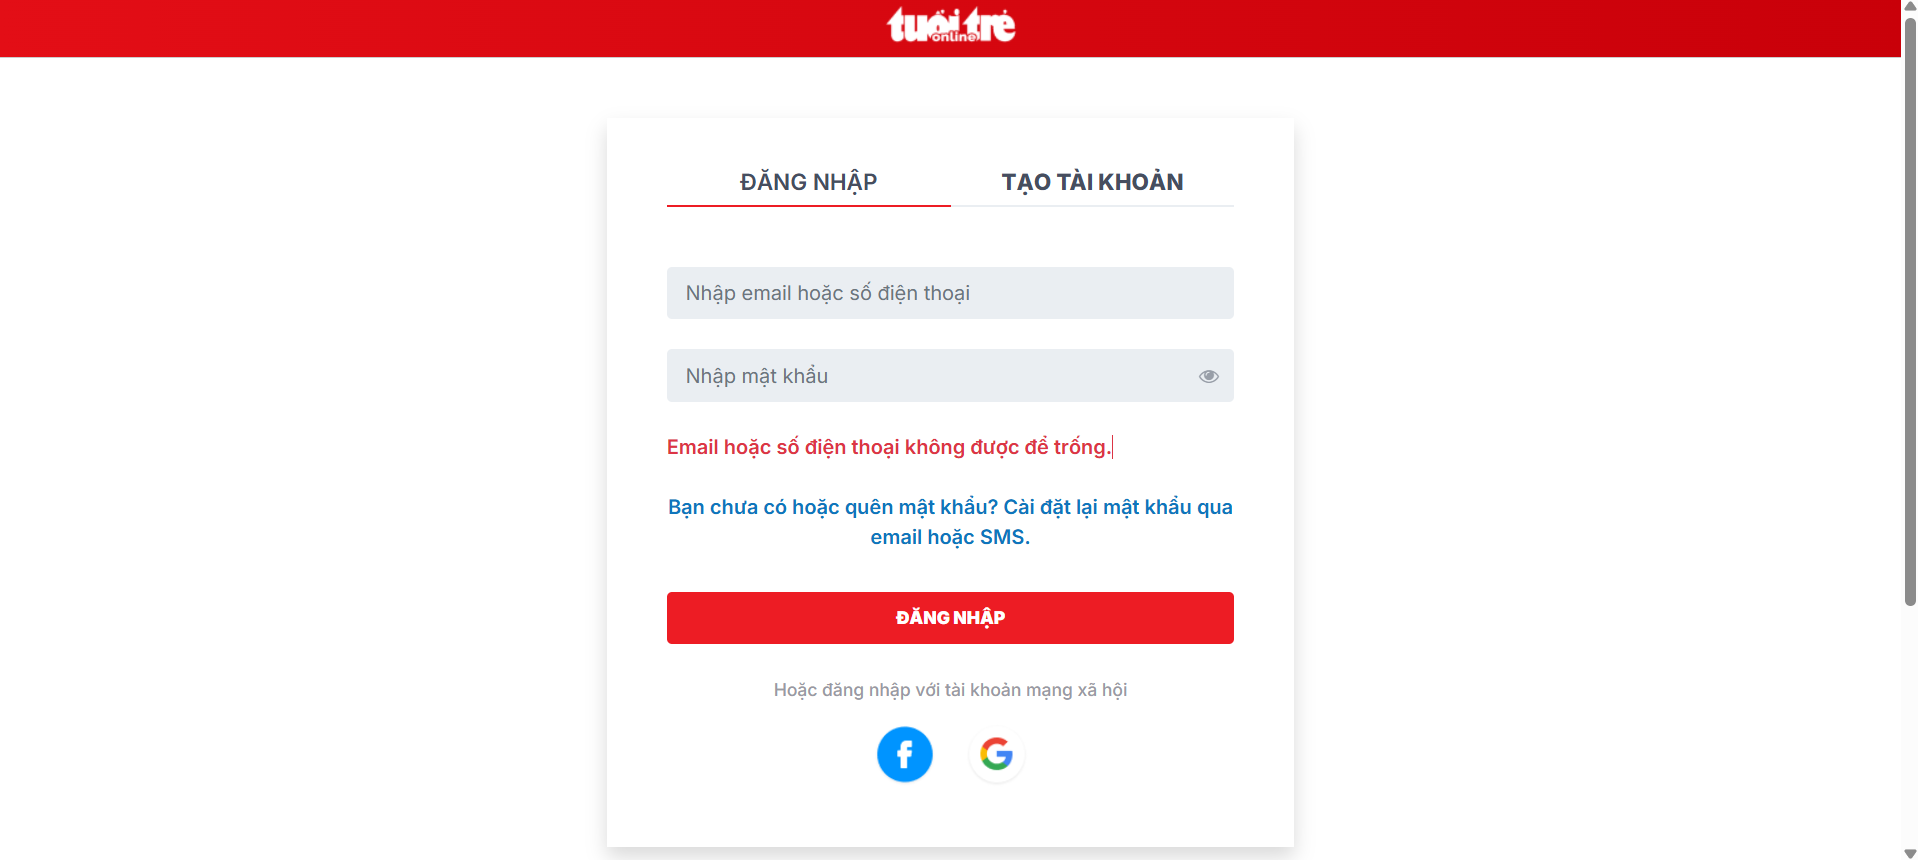 tuổi trẻ
online
ĐĂNG NHẬP
TẠO TÀI KHOẢN
Nhập email hoặc số điện thoại
Nhập mật khẩu
Email hoặc số điện thoại không được để trống.
Bạn chưa có hoặc quên mật khẩu? Cài đặt lại mật khẩu qua
email hoặc SMS.
ĐĂNG NHẬP
Hoặc đăng nhập với tài khoản mạng xã hội